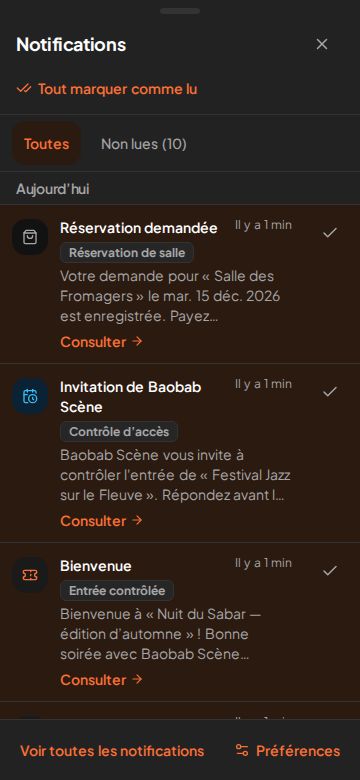 Notifications
Tout marquer comme lu
Toutes
Non lues (10)
Aujourd'hui
Réservation demandée
Il y a 1 min
Réservation de salle
Votre demande pour « Salle des
Fromagers » le mar. 15 déc. 2026
est enregistrée. Payez…
Consulter →
Invitation de Baobab
Scène
Il y a 1 min
Contrôle d'accès
Baobab Scène vous invite à
contrôler l'entrée de « Festival Jazz
sur le Fleuve ». Répondez avant l…
Consulter →
Bienvenue
Il y a 1 min
Entrée contrôlée
Bienvenue à « Nuit du Sabar —
édition d'automne » ! Bonne
soirée avec Baobab Scène…
Consulter →
Voir toutes les notifications
Préférences